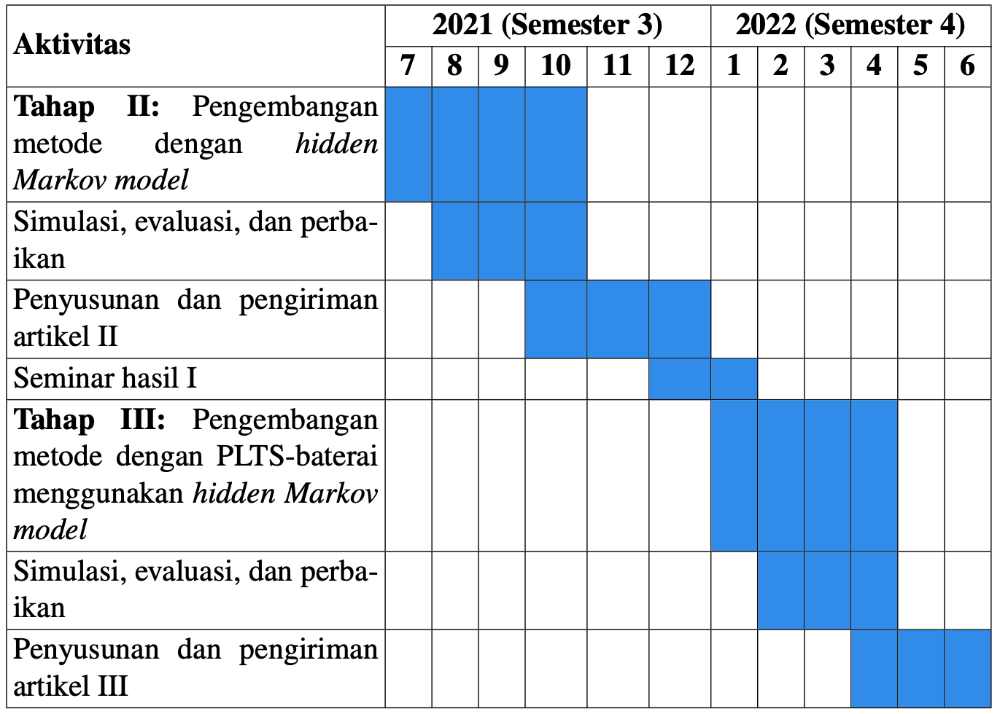 Aktivitas
2021 (Semester 3)
2022 (Semester 4)
7 8 9 10 11 12 1 2 3 4 5 6
Tahap II: Pengembangan
metode dengan hidden
Markov model
Simulasi, evaluasi, dan perba-
ikan
Penyusunan dan pengiriman
artikel II
Seminar hasil I
Tahap III: Pengembangan
metode dengan PLTS-baterai
menggunakan hidden Markov
model
Simulasi, evaluasi, dan perba-
ikan
Penyusunan dan pengiriman
artikel III